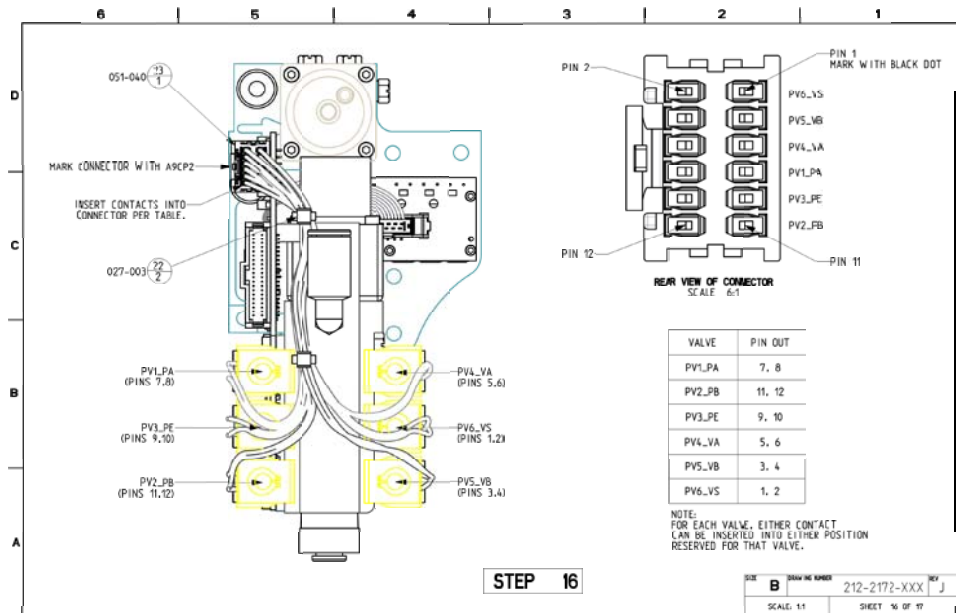 6 5 4 3 2 1
D
C
B
A
051-040 23 1
MARK CONNECTOR WITH A9CP2
INSERT CONTACTS INTO
CONNECTOR PER TABLE.
027-003 22 2
PV1_PA
(PINS 7.8)
PV3_PE
(PINS 9.10)
PV2_PB
(PINS 11.12)
PV4_VA
(PINS 5.6)
PV6_VS
(PINS 1.2)
PV5_VB
(PINS 3.4)
PIN 2
PIN 1
MARK WITH BLACK DOT
PV6_VS
PV5_VB
PV4_VA
PV1_PA
PV3_PE
PV2_PB
PIN 12
PIN 11
REAR VIEW OF CONNECTOR
SCALE 6:1
VALVE PIN OUT
PV1_PA 7, 8
PV2_PB 11, 12
PV3_PE 9, 10
PV4_VA 5, 6
PV5_VB 3, 4
PV6_VS 1, 2
NOTE:
FOR EACH VALVE, EITHER CONTACT
CAN BE INSERTED INTO EITHER POSITION
RESERVED FOR THAT VALVE.
STEP 16
SIZE B DRAWING NUMBER 212-2172-XXX REV J
SCALE: 1:1 SHEET 16 OF 17